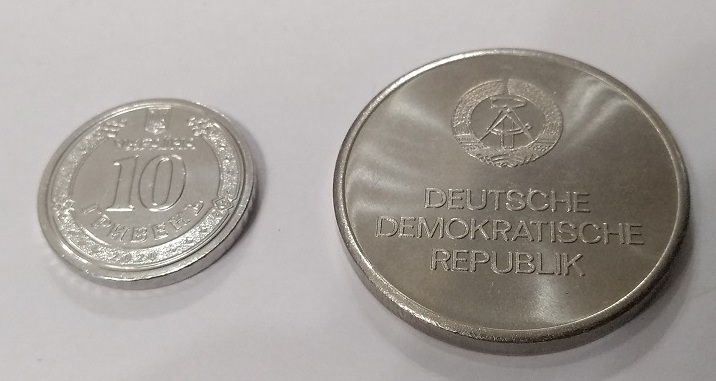 УКРАЇНА
10
ГРИВЕНЬ
DEUTSCHE
DEMOKRATISCHE
REPUBLIK